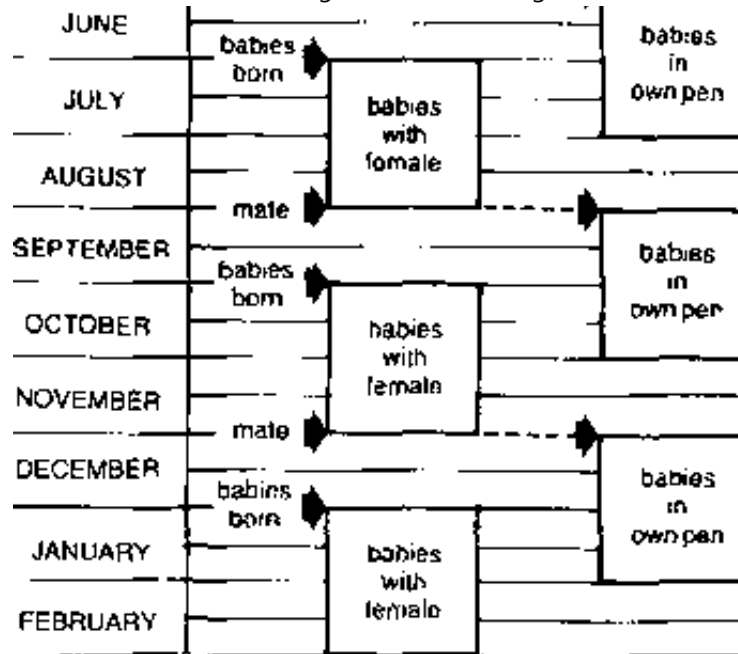 JUNE
babies
born
babies
in
own pen
JULY
babies
with
fomale
AUGUST
mate
SEPTEMBER
babies
born
babies
in
own pen
OCTOBER
babies
with
female
NOVEMBER
mate
DECEMBER
babies
born
babies
in
own pen
JANUARY
babies
with
female
FEBRUARY